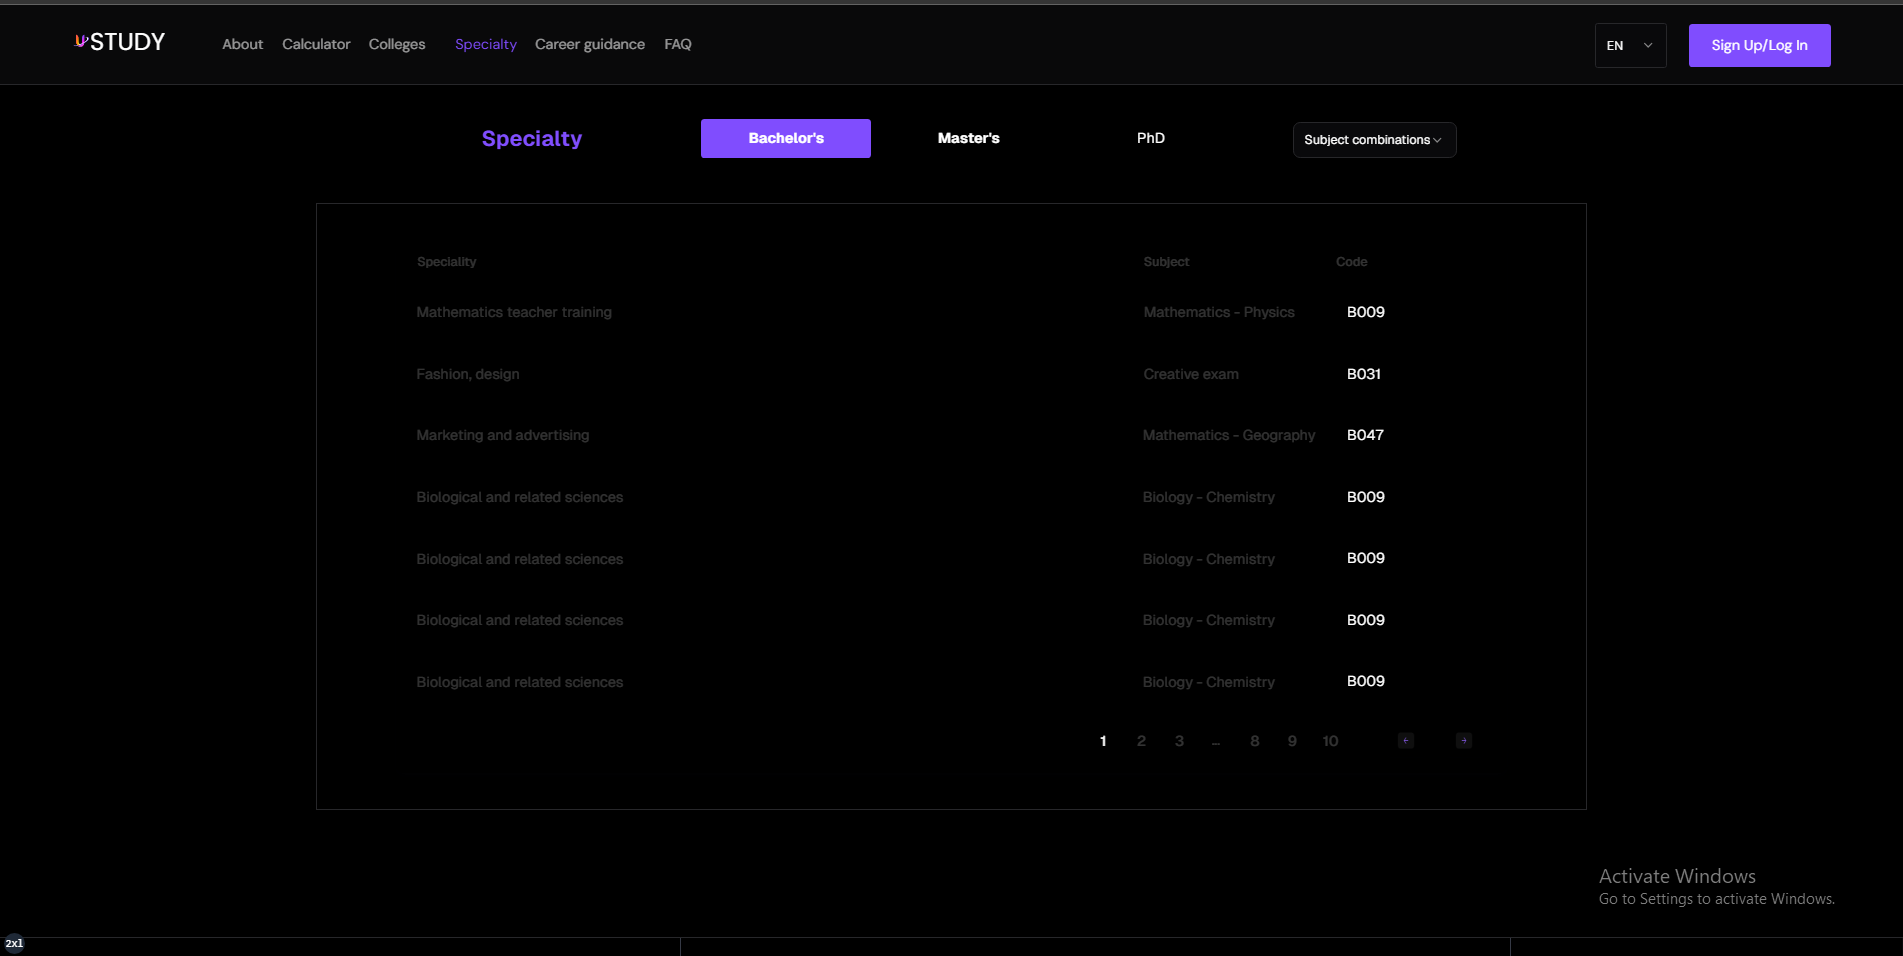 STUDY About Calculator Colleges Specialty Career guidance FAQ EN Sign Up/Log In
Specialty Bachelor's Master's PhD Subject combinations
Speciality Subject Code
Mathematics teacher training Mathematics - Physics B009
Fashion, design Creative exam B031
Marketing and advertising Mathematics - Geography B047
Biological and related sciences Biology - Chemistry B009
Biological and related sciences Biology - Chemistry B009
Biological and related sciences Biology - Chemistry B009
Biological and related sciences Biology - Chemistry B009
1 2 3 ... 8 9 10
Activate Windows
Go to Settings to activate Windows.
2xl